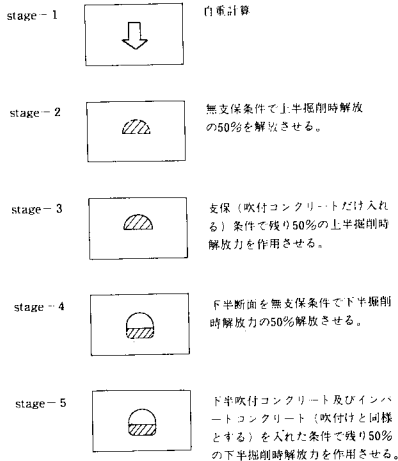 stage－1
自重計算
stage－2
無支保条件で上半掘削時解放
の50%を解放させる。
stage－3
支保（吹付コンクリートだけ入れ
る）条件で残り50%の上半掘削時
解放力を作用させる。
stage－4
下半断面を無支保条件で下半掘削
時解放力の50%解放させる。
stage－5
下半吹付コンクリート及びインバ
ートコンクリート（吹付けと同様
とする）を入れた条件で残り50%
の下半掘削時解放力を作用させる。